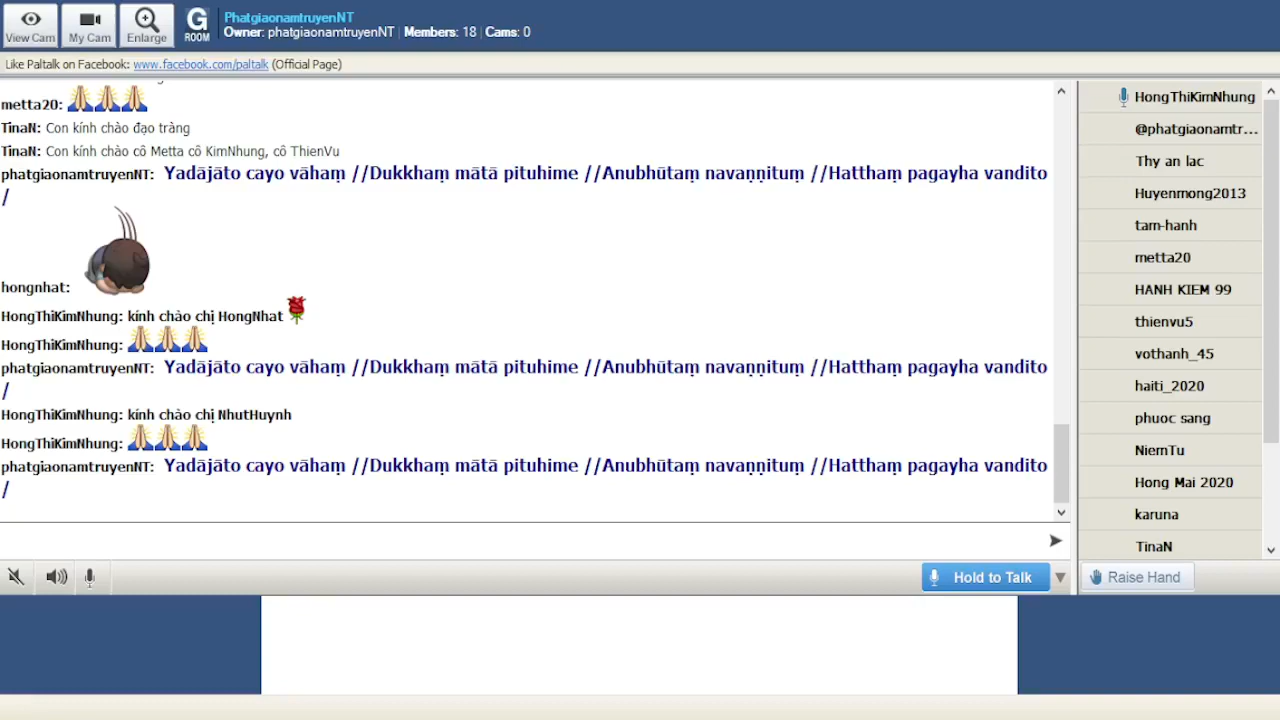 View Cam
My Cam
Enlarge
G
ROOM
PhatgiaonamtruyenNT
Owner: phatgiaonamtruyenNT | Members: 18 | Cams: 0
Like Paltalk on Facebook: www.facebook.com/paltalk (Official Page)
metta20:
TinaN: Con kính chào đạo tràng
TinaN: Con kính chào cô Metta cô KimNhung, cô ThienVu
phatgiaonamtruyenNT: Yadājāto cayo vāhaṃ //Dukkhaṃ mātā pituhime //Anubhūtaṃ navaṇṇituṃ //Hatthaṃ pagayha vandito
/
hongnhat:
HongThiKimNhung: kính chào chị HongNhat
HongThiKimNhung:
phatgiaonamtruyenNT: Yadājāto cayo vāhaṃ //Dukkhaṃ mātā pituhime //Anubhūtaṃ navaṇṇituṃ //Hatthaṃ pagayha vandito
/
HongThiKimNhung: kính chào chị NhutHuynh
HongThiKimNhung:
phatgiaonamtruyenNT: Yadājāto cayo vāhaṃ //Dukkhaṃ mātā pituhime //Anubhūtaṃ navaṇṇituṃ //Hatthaṃ pagayha vandito
/
Hold to Talk
HongThiKimNhung
@phatgiaonamtr...
Thy an lac
Huyenmong2013
tam-hanh
metta20
HANH KIEM 99
thienvu5
vothanh_45
haiti_2020
phuoc sang
NiemTu
Hong Mai 2020
karuna
TinaN
Raise Hand